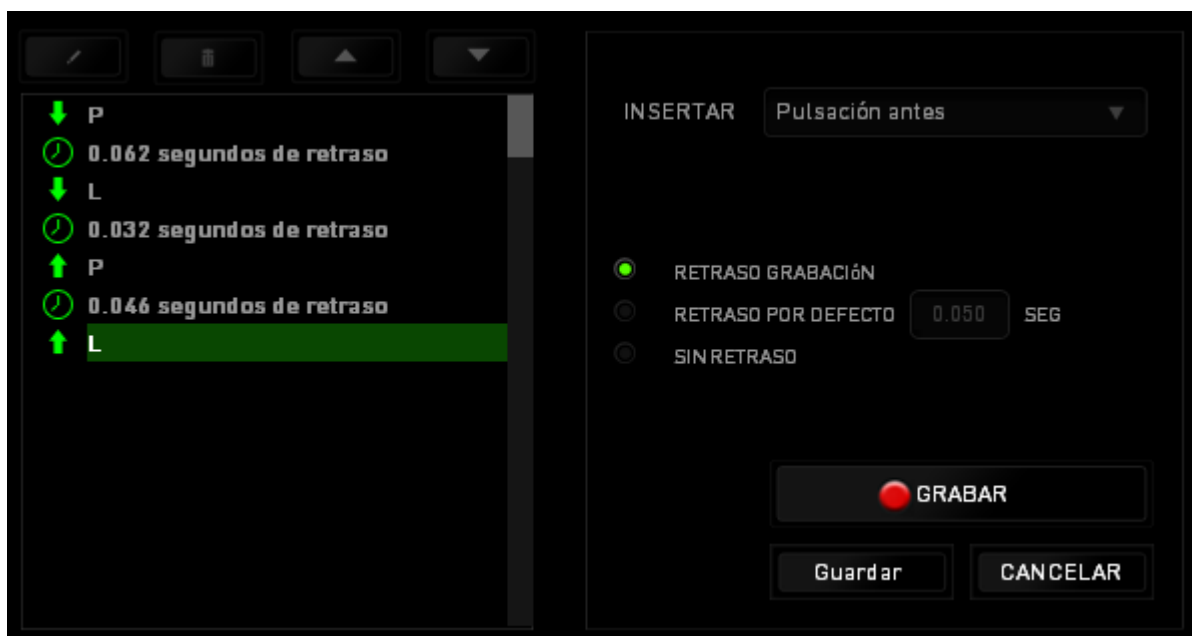 P
0.062 segundos de retraso
L
0.032 segundos de retraso
P
0.046 segundos de retraso
L
INSERTAR Pulsación antes
RETRASO GRABACIóN
RETRASO POR DEFECTO 0.050 SEG
SIN RETRASO
GRABAR
Guardar CANCELAR